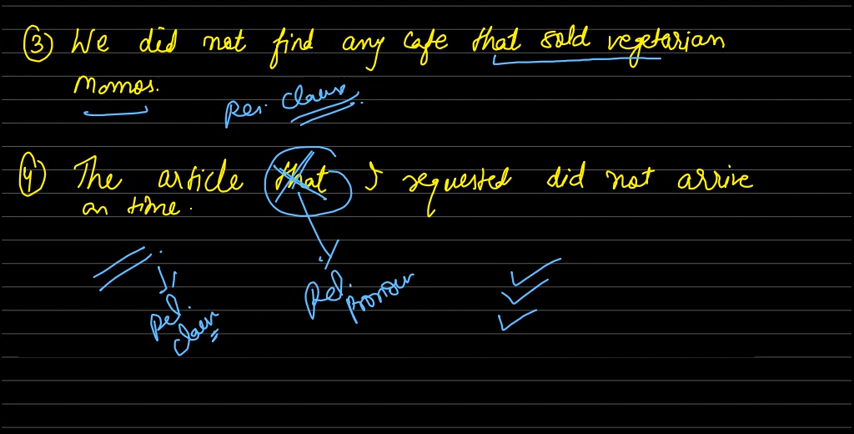 ③ We did not find any cafe that sold vegetarian
Momos.
Rel. Clause.
④ The article that I requested did not arrive
on time.
Rel. Pronoun
Rel. Clause